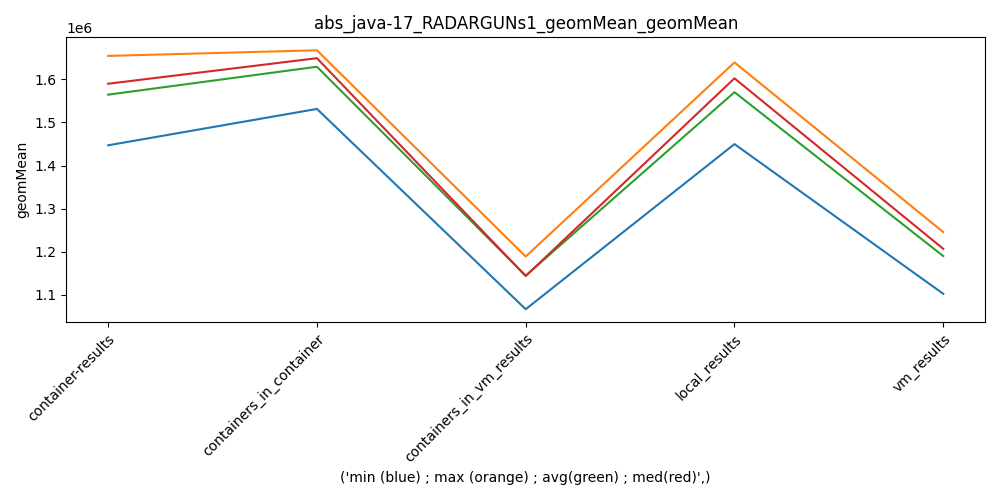 abs_java-17_RADARGUNs1_geomMean_geomMean
1e6
1.6
1.5
1.4
1.3
1.2
1.1
geomMean
container-results
containers_in_container
containers_in_vm_results
local_results
vm_results
('min (blue) ; max (orange) ; avg(green) ; med(red)',)